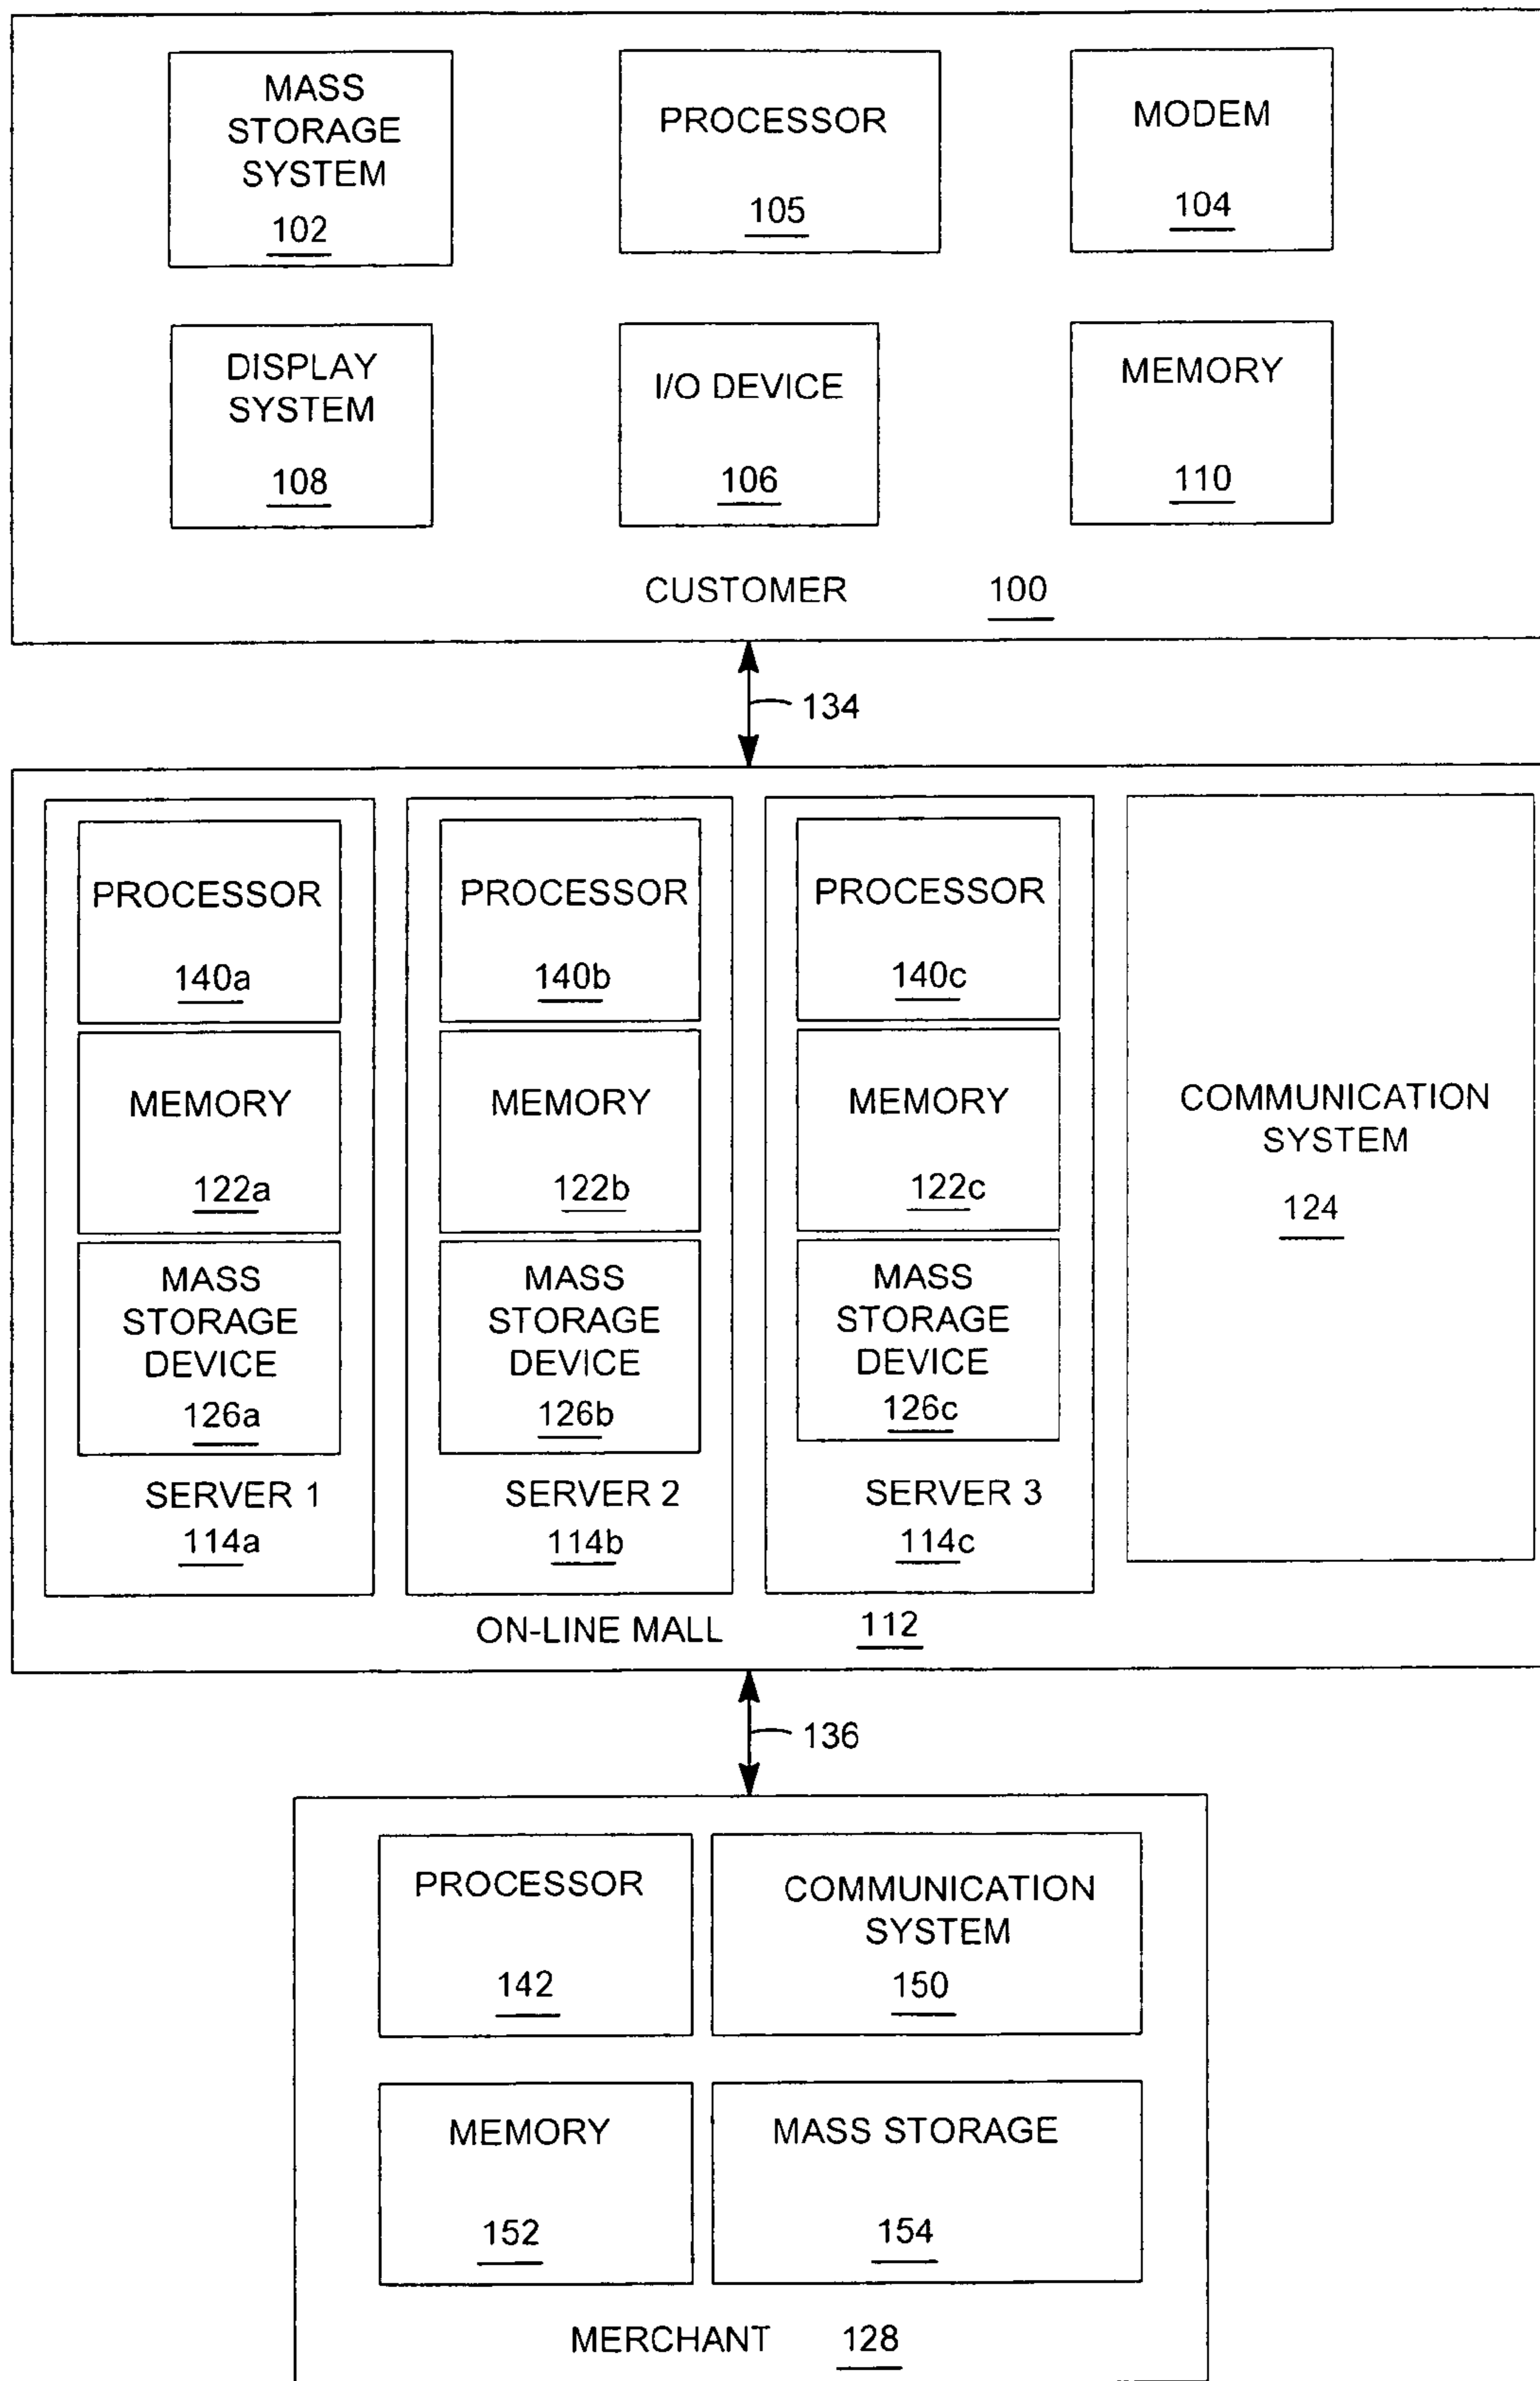 MASS
STORAGE
SYSTEM
102
PROCESSOR
105
MODEM
104
DISPLAY
SYSTEM
108
I/O DEVICE
106
MEMORY
110
CUSTOMER 100
134
PROCESSOR
140a
MEMORY
122a
MASS
STORAGE
DEVICE
126a
SERVER 1
114a
PROCESSOR
140b
MEMORY
122b
MASS
STORAGE
DEVICE
126b
SERVER 2
114b
PROCESSOR
140c
MEMORY
122c
MASS
STORAGE
DEVICE
126c
SERVER 3
114c
COMMUNICATION
SYSTEM
124
ON-LINE MALL 112
136
PROCESSOR
142
COMMUNICATION
SYSTEM
150
MEMORY
152
MASS STORAGE
154
MERCHANT 128